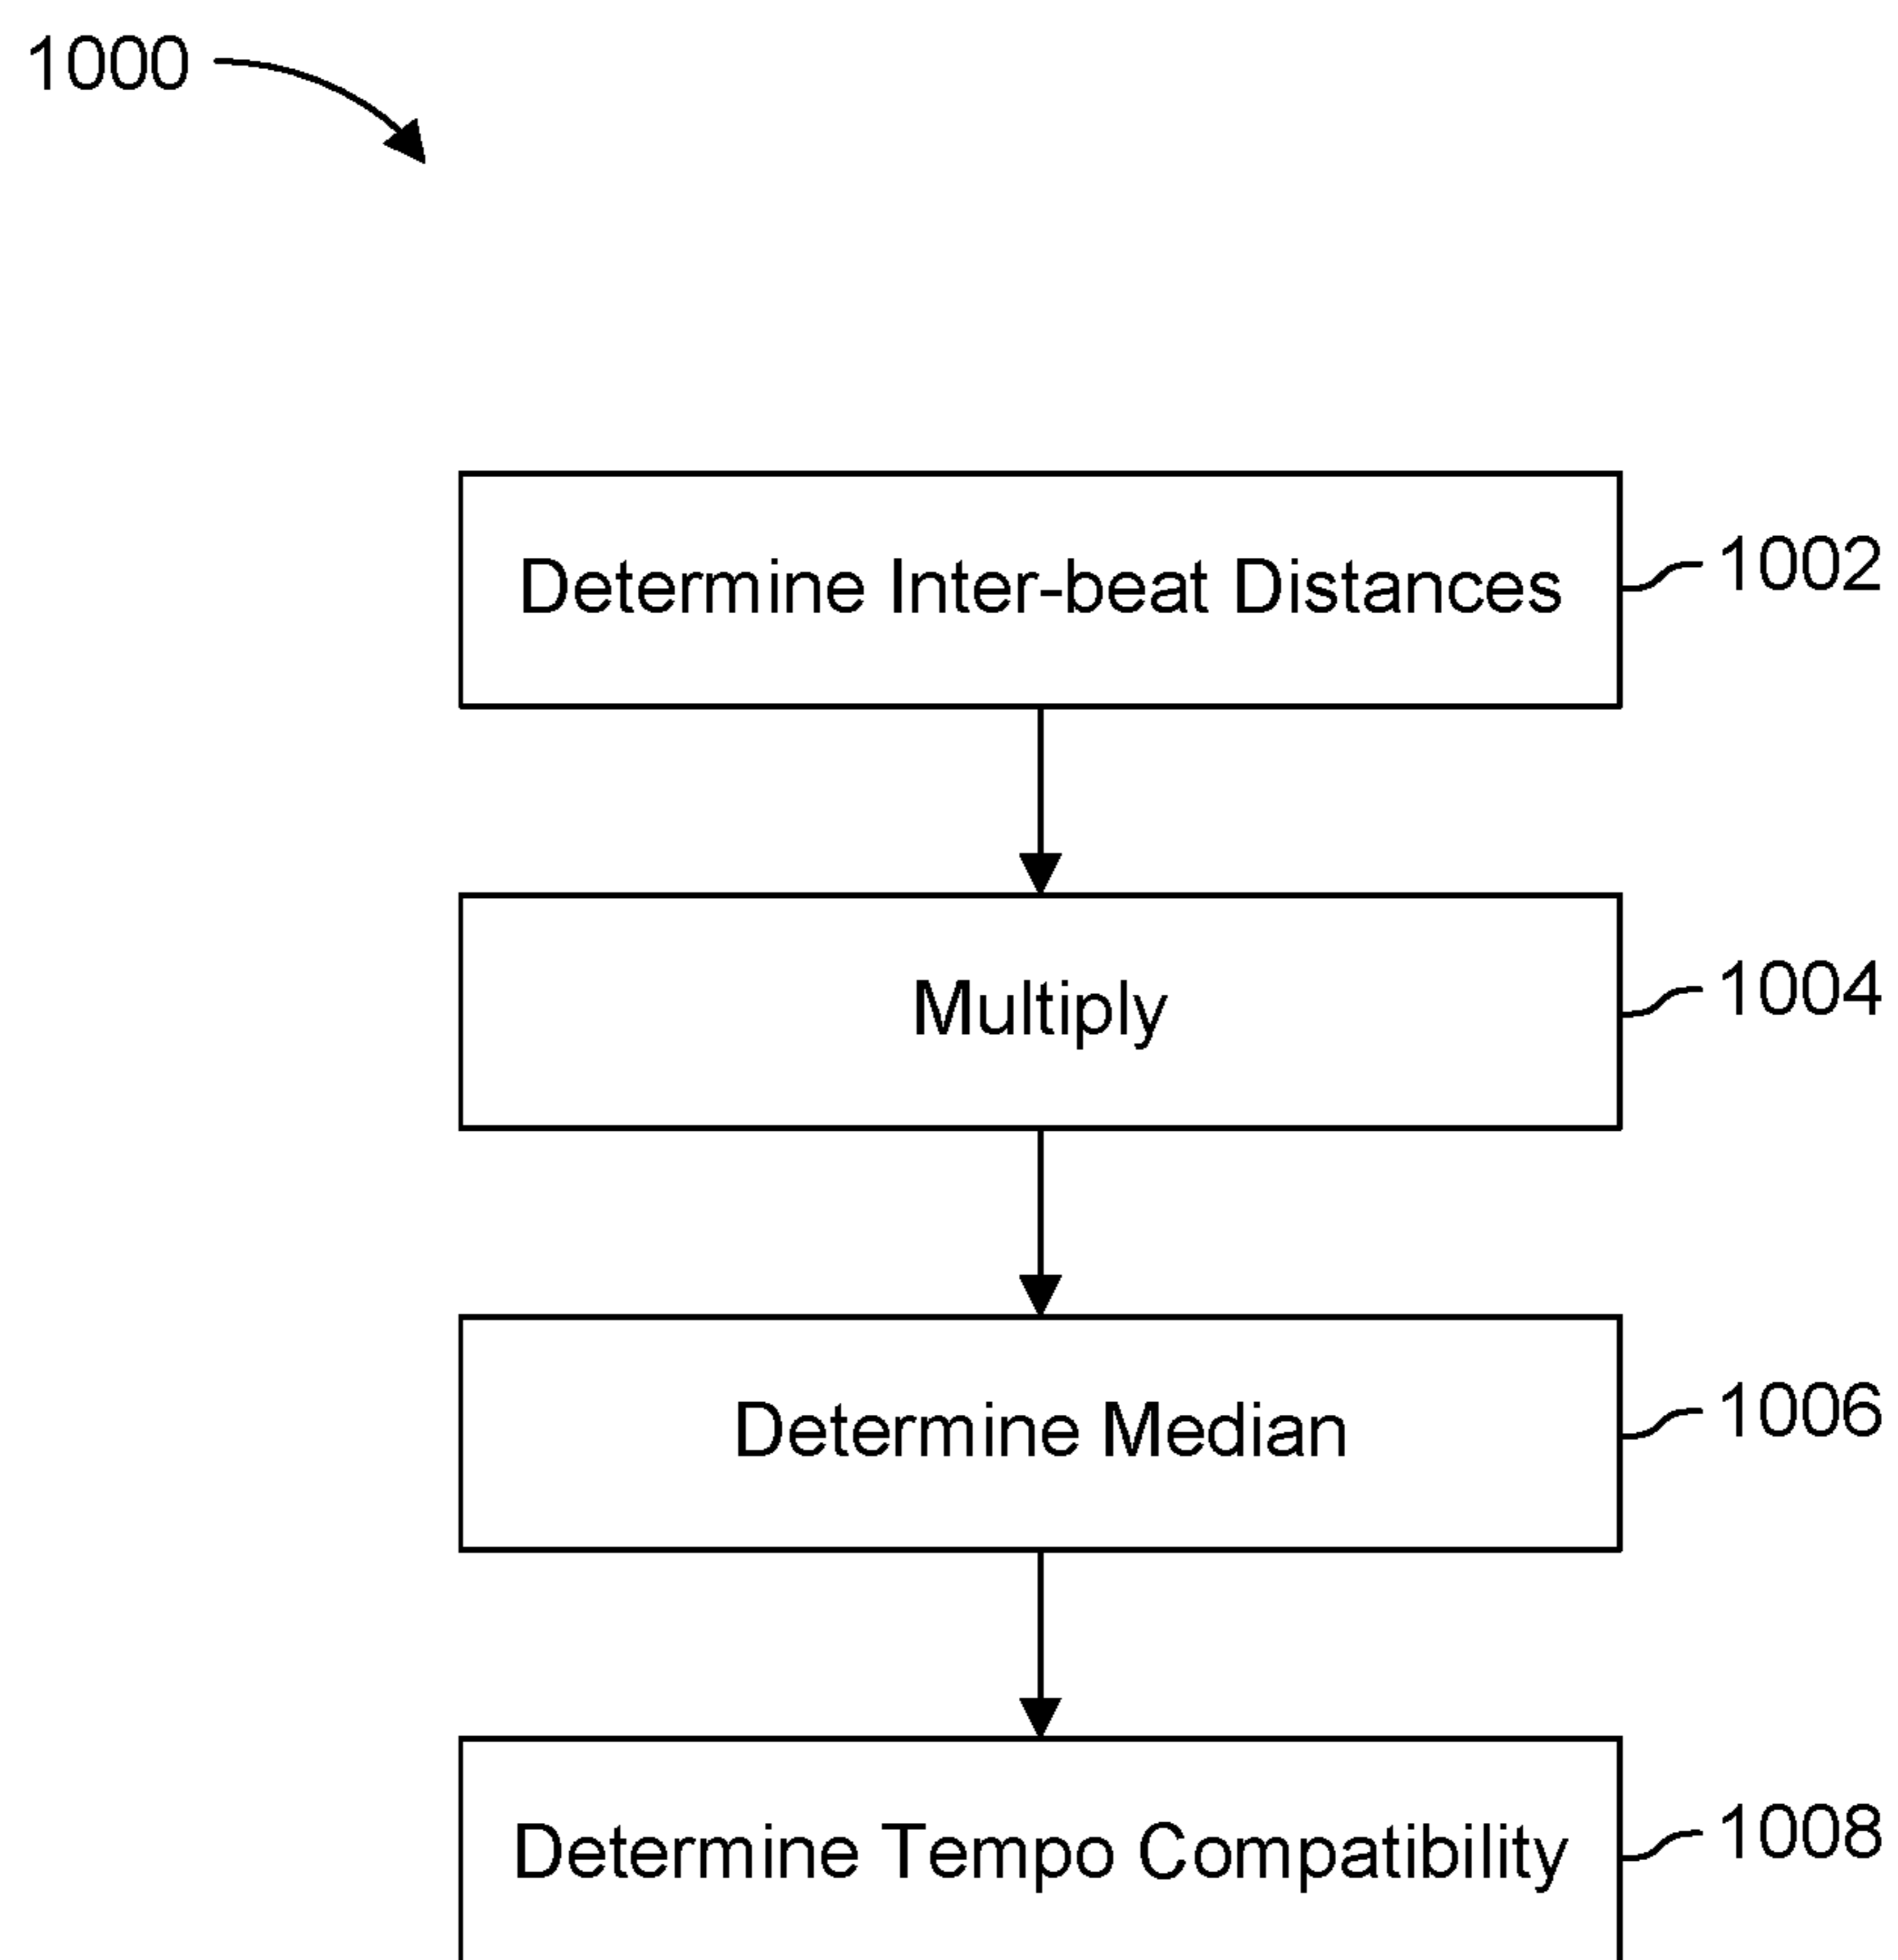 1000
Determine Inter-beat Distances
1002
Multiply
1004
Determine Median
1006
Determine Tempo Compatibility
1008